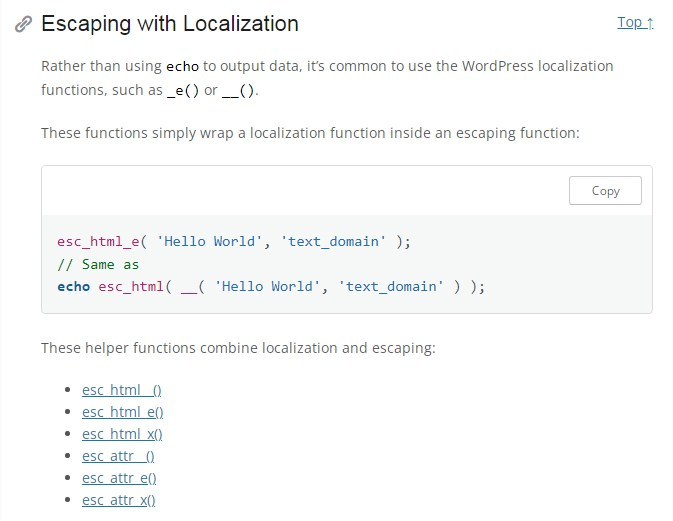 Escaping with Localization
Top ↑
Rather than using echo to output data, it’s common to use the WordPress localization
functions, such as _e() or __().
These functions simply wrap a localization function inside an escaping function:
Copy
esc_html_e( 'Hello World', 'text_domain' );
// Same as
echo esc_html( __( 'Hello World', 'text_domain' ) );
These helper functions combine localization and escaping:
esc_html__()
esc_html_e()
esc_html_x()
esc_attr__()
esc_attr_e()
esc_attr_x()